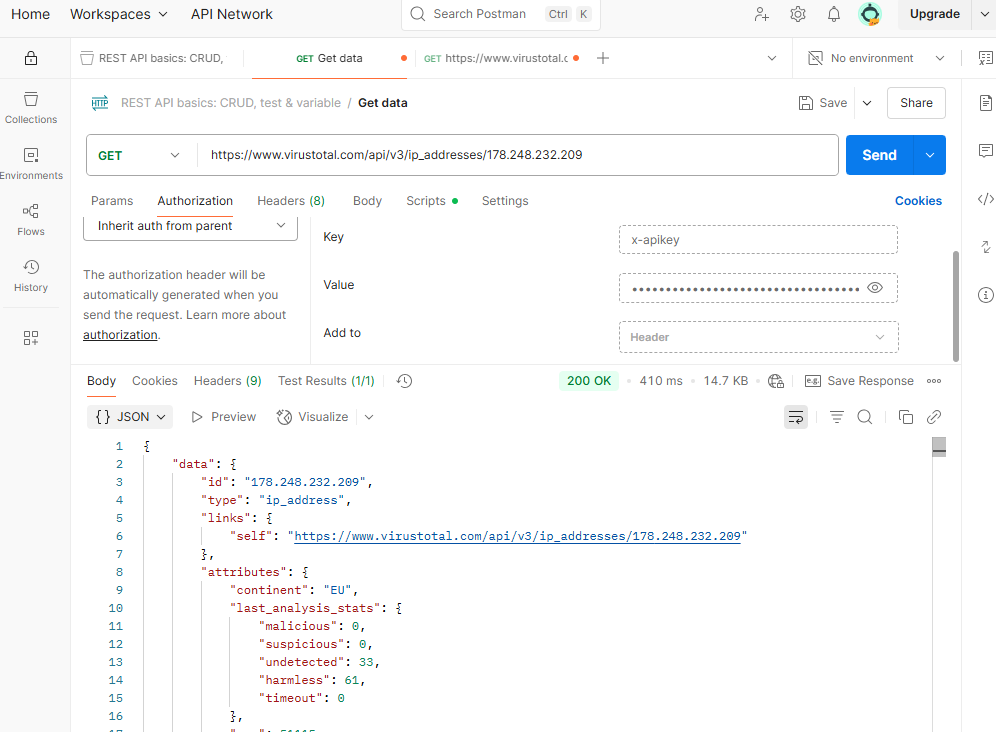 Home Workspaces API Network Search Postman Ctrl K Upgrade
REST API basics: CRUD, GET Get data GET https://www.virustotal.c No environment
HTTP REST API basics: CRUD, test & variable / Get data Save Share
Collections
GET https://www.virustotal.com/api/v3/ip_addresses/178.248.232.209 Send
Environments
Params Authorization Headers (8) Body Scripts Settings Cookies
Flows
Inherit auth from parent
Key x-apikey
History
The authorization header will be
automatically generated when you
send the request. Learn more about
authorization.
Value ••••••••••••••••••••••••••••••••••
Add to Header
Body Cookies Headers (9) Test Results (1/1) 200 OK • 410 ms • 14.7 KB • e.g. Save Response
{} JSON Preview Visualize
1 {
2 "data": {
3 "id": "178.248.232.209",
4 "type": "ip_address",
5 "links": {
6 "self": "https://www.virustotal.com/api/v3/ip_addresses/178.248.232.209"
7 },
8 "attributes": {
9 "continent": "EU",
10 "last_analysis_stats": {
11 "malicious": 0,
12 "suspicious": 0,
13 "undetected": 33,
14 "harmless": 61,
15 "timeout": 0
16 },